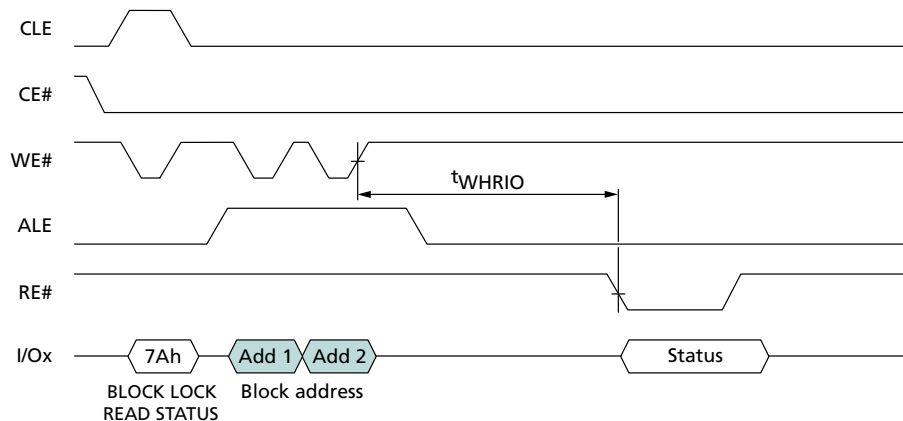 CLE
CE#
WE#
tWHRIO
ALE
RE#
I/Ox
7Ah
Add 1
Add 2
Status
BLOCK LOCK
READ STATUS
Block address